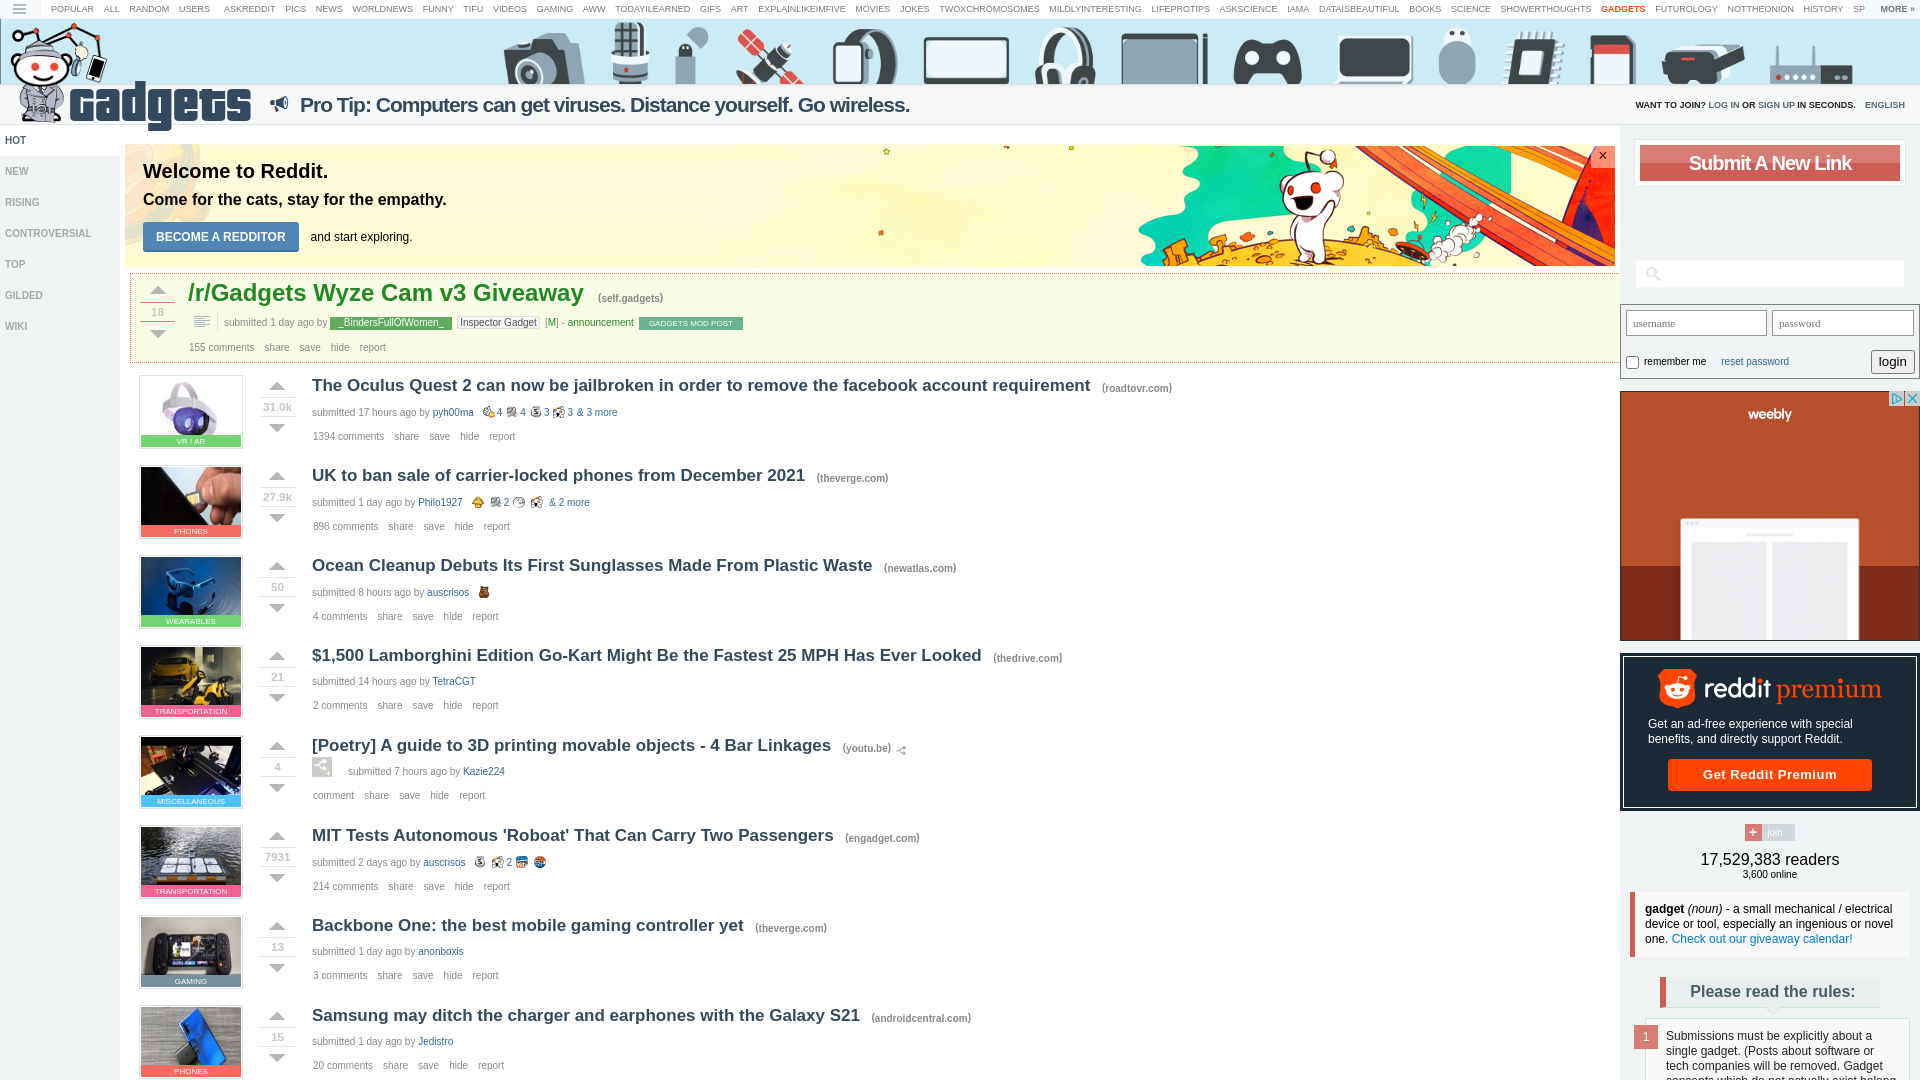 POPULAR ALL RANDOM USERS ASKREDDIT PICS NEWS WORLDNEWS FUNNY TIFU VIDEOS GAMING AWW TODAYILEARNED GIFS ART EXPLAINLIKEIMFIVE MOVIES JOKES TWOXCHROMOSOMES MILDLYINTERESTING LIFEPROTIPS ASKSCIENCE IAMA DATAISBEAUTIFUL BOOKS SCIENCE SHOWERTHOUGHTS GADGETS FUTUROLOGY NOTTHEONION HISTORY SP MORE »
Gadgets
Pro Tip: Computers can get viruses. Distance yourself. Go wireless.
WANT TO JOIN? LOG IN OR SIGN UP IN SECONDS. ENGLISH
HOT
NEW
RISING
CONTROVERSIAL
TOP
GILDED
WIKI
Welcome to Reddit.
Come for the cats, stay for the empathy.
BECOME A REDDITOR and start exploring.
×
/r/Gadgets Wyze Cam v3 Giveaway (self.gadgets)
18
submitted 1 day ago by _BindersFullOfWomen_ Inspector Gadget [M] - announcement GADGETS MOD POST
155 comments share save hide report
The Oculus Quest 2 can now be jailbroken in order to remove the facebook account requirement (roadtovr.com)
31.0k
submitted 17 hours ago by pyh00ma 4 4 3 3 & 3 more
1394 comments share save hide report
VR / AR
UK to ban sale of carrier-locked phones from December 2021 (theverge.com)
27.9k
submitted 1 day ago by Philo1927 2 & 2 more
898 comments share save hide report
PHONES
Ocean Cleanup Debuts Its First Sunglasses Made From Plastic Waste (newatlas.com)
50
submitted 8 hours ago by auscrisos
4 comments share save hide report
WEARABLES
$1,500 Lamborghini Edition Go-Kart Might Be the Fastest 25 MPH Has Ever Looked (thedrive.com)
21
submitted 14 hours ago by TetraCGT
2 comments share save hide report
TRANSPORTATION
[Poetry] A guide to 3D printing movable objects - 4 Bar Linkages (youtu.be)
4
submitted 7 hours ago by Kazie224
comment share save hide report
MISCELLANEOUS
MIT Tests Autonomous 'Roboat' That Can Carry Two Passengers (engadget.com)
7931
submitted 2 days ago by auscrisos 2
214 comments share save hide report
TRANSPORTATION
Backbone One: the best mobile gaming controller yet (theverge.com)
13
submitted 1 day ago by anonboxis
3 comments share save hide report
GAMING
Samsung may ditch the charger and earphones with the Galaxy S21 (androidcentral.com)
15
submitted 1 day ago by Jedistro
20 comments share save hide report
PHONES
Submit A New Link
username password
remember me reset password login
weebly
reddit premium
Get an ad-free experience with special
benefits, and directly support Reddit.
Get Reddit Premium
+ join
17,529,383 readers
3,600 online
gadget (noun) - a small mechanical / electrical
device or tool, especially an ingenious or novel
one. Check out our giveaway calendar!
Please read the rules:
1 Submissions must be explicitly about a
single gadget. (Posts about software or
tech companies will be removed. Gadget
concepts which do not actually exist belong